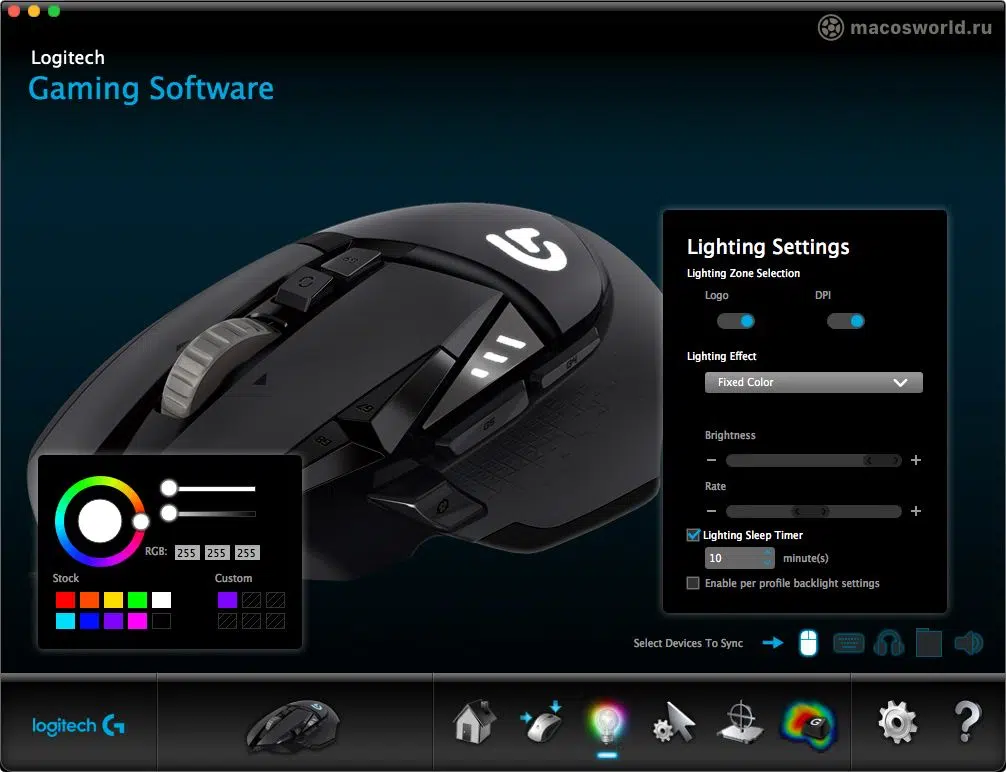 macosworld.ru
Logitech
Gaming Software
Lighting Settings
Lighting Zone Selection
Logo DPI
Lighting Effect
Fixed Color
Brightness
Rate
Lighting Sleep Timer
10 minute(s)
Enable per profile backlight settings
RGB: 255 255 255
Stock Custom
Select Devices To Sync
logitech G
?